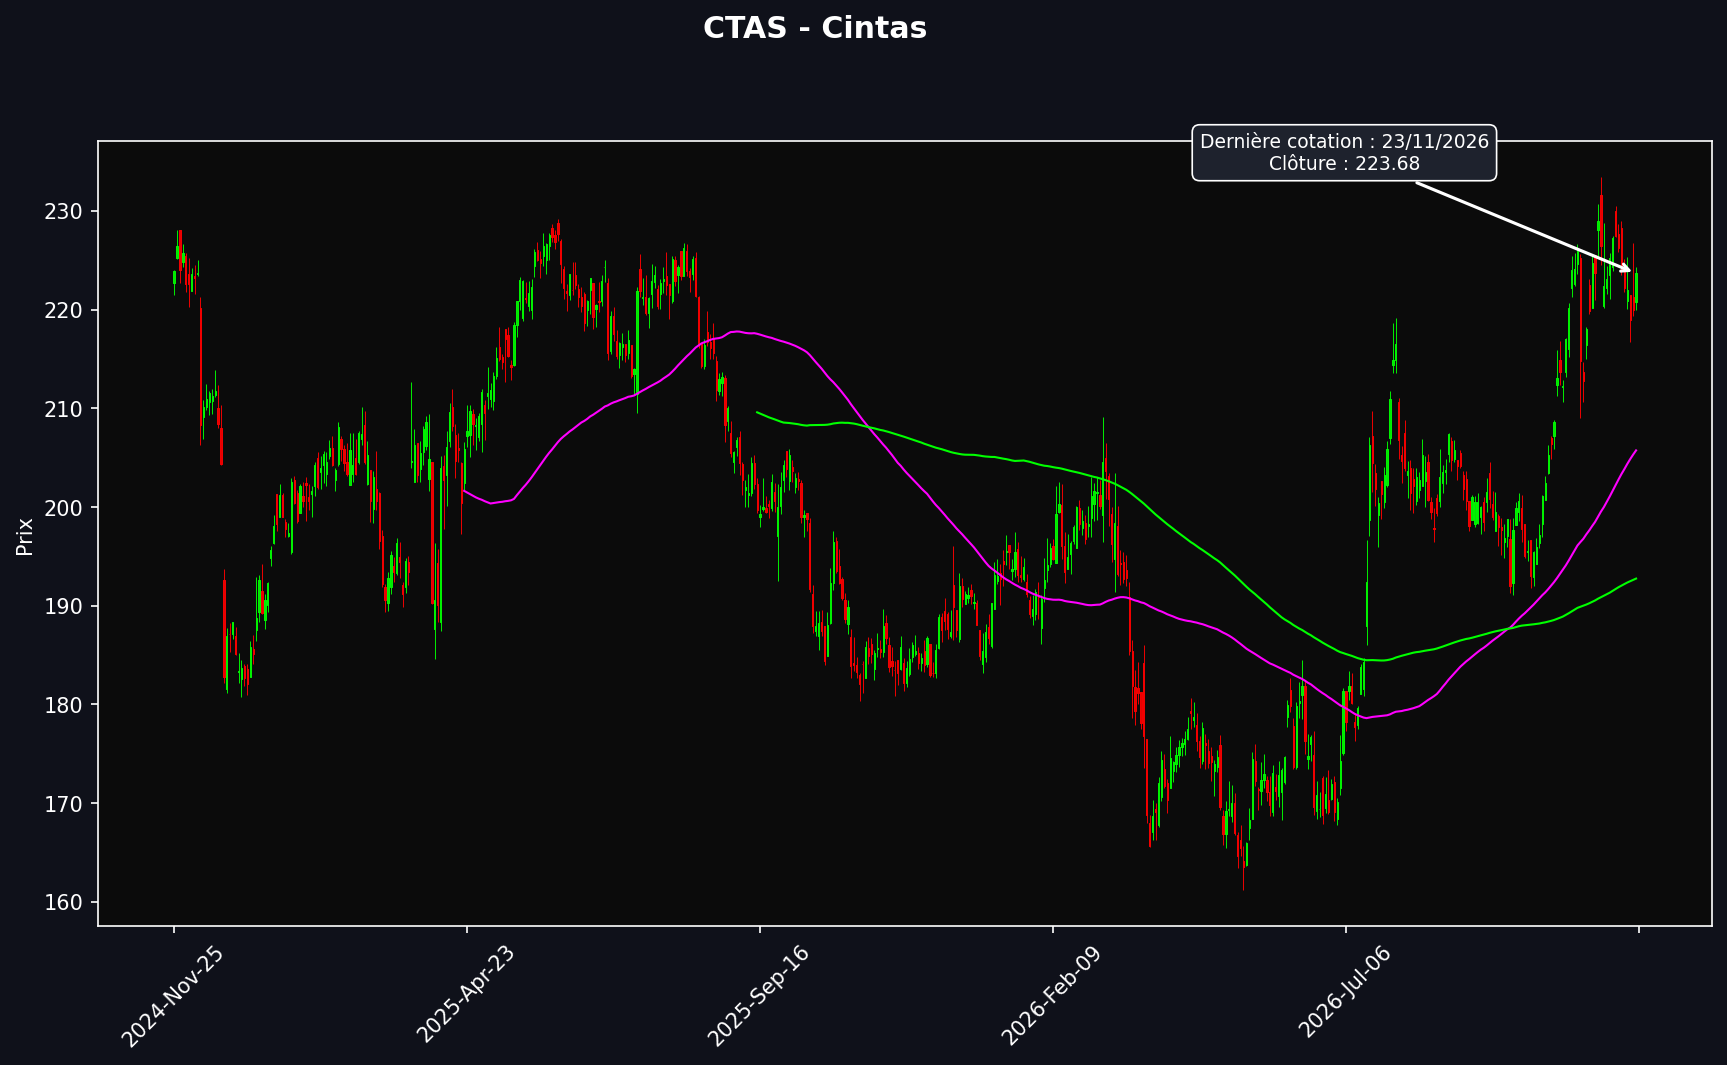 CTAS - Cintas
Dernière cotation : 23/11/2026
Clôture : 223.68
Prix
230
220
210
200
190
180
170
160
2024-Nov-25
2025-Apr-23
2025-Sep-16
2026-Feb-09
2026-Jul-06